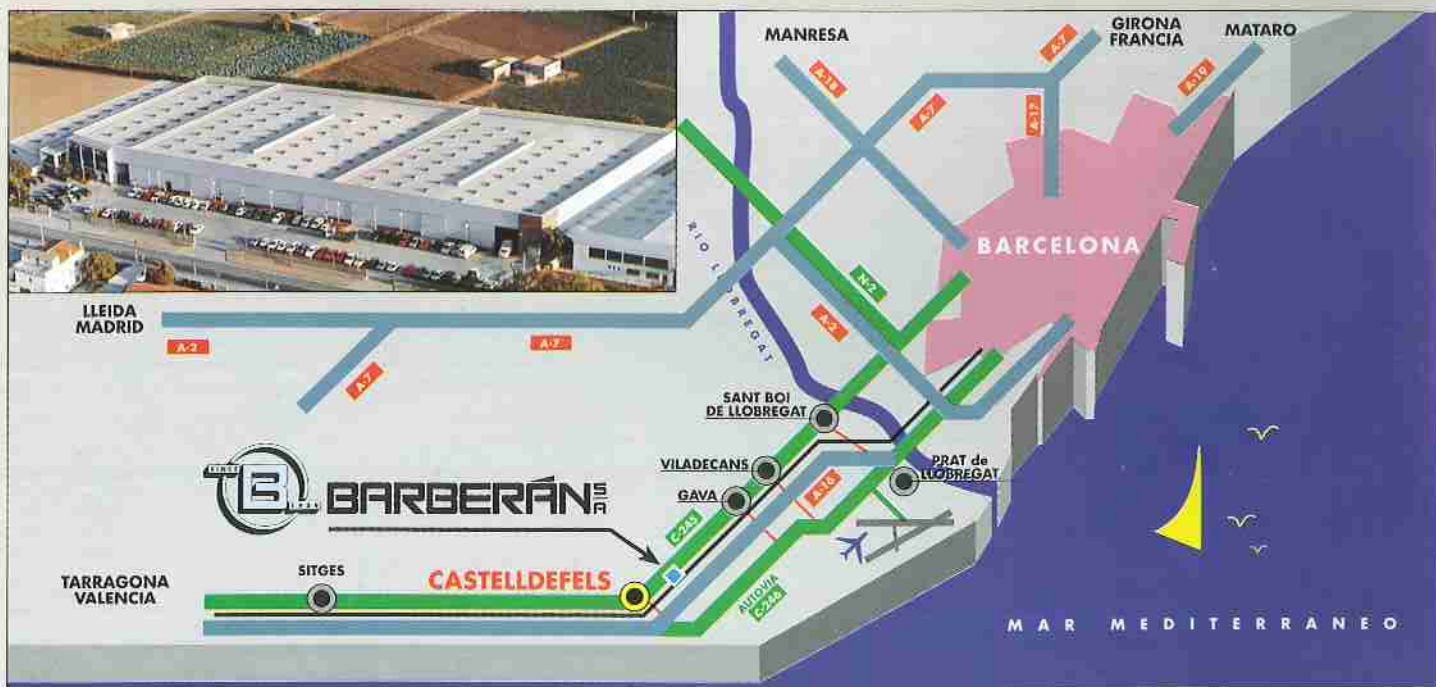 MANRESA
GIRONA
FRANCIA
MATARO
A-7
A-18
A-19
A-7
A-17
BARCELONA
RIO LLOBREGAT
N-2
LLEIDA
MADRID
A-2
A-2
A-7
A-7
SANT BOI
DE LLOBREGAT
VILADECANS
PRAT de
LLOBREGAT
GAVA
A-16
SINCE
B
1929
BARBERÁN S/A
C-245
SITGES
CASTELLDEFELS
TARRAGONA
VALENCIA
AUTOVIA
C-246
MAR MEDITERRANEO